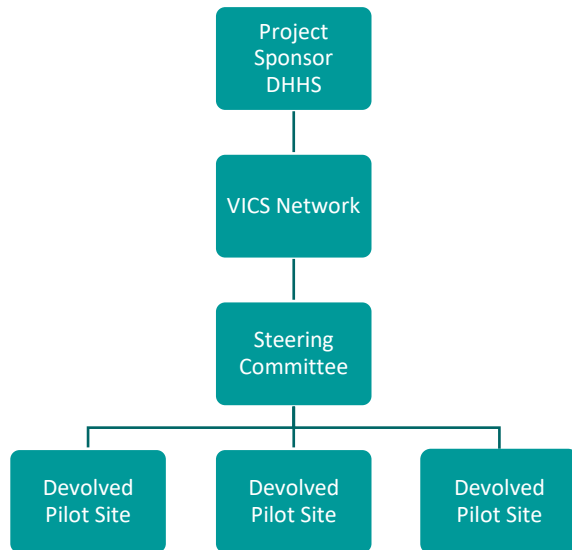 Project
Sponsor
DHHS
VICS Network
Steering
Committee
Devolved
Pilot Site
Devolved
Pilot Site
Devolved
Pilot Site